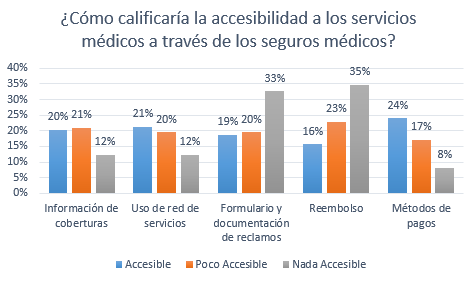 ¿Cómo calificaría la accesibilidad a los servicios
médicos a través de los seguros médicos?
40%
35%
30%
25%
20%
15%
10%
5%
0%
20% 21% 12%
21% 20% 12%
19% 20% 33%
16% 23% 35%
24% 17% 8%
Información de
coberturas
Uso de red de
servicios
Formulario y
documentación
de reclamos
Reembolso
Métodos de
pagos
Accesible Poco Accesible Nada Accesible